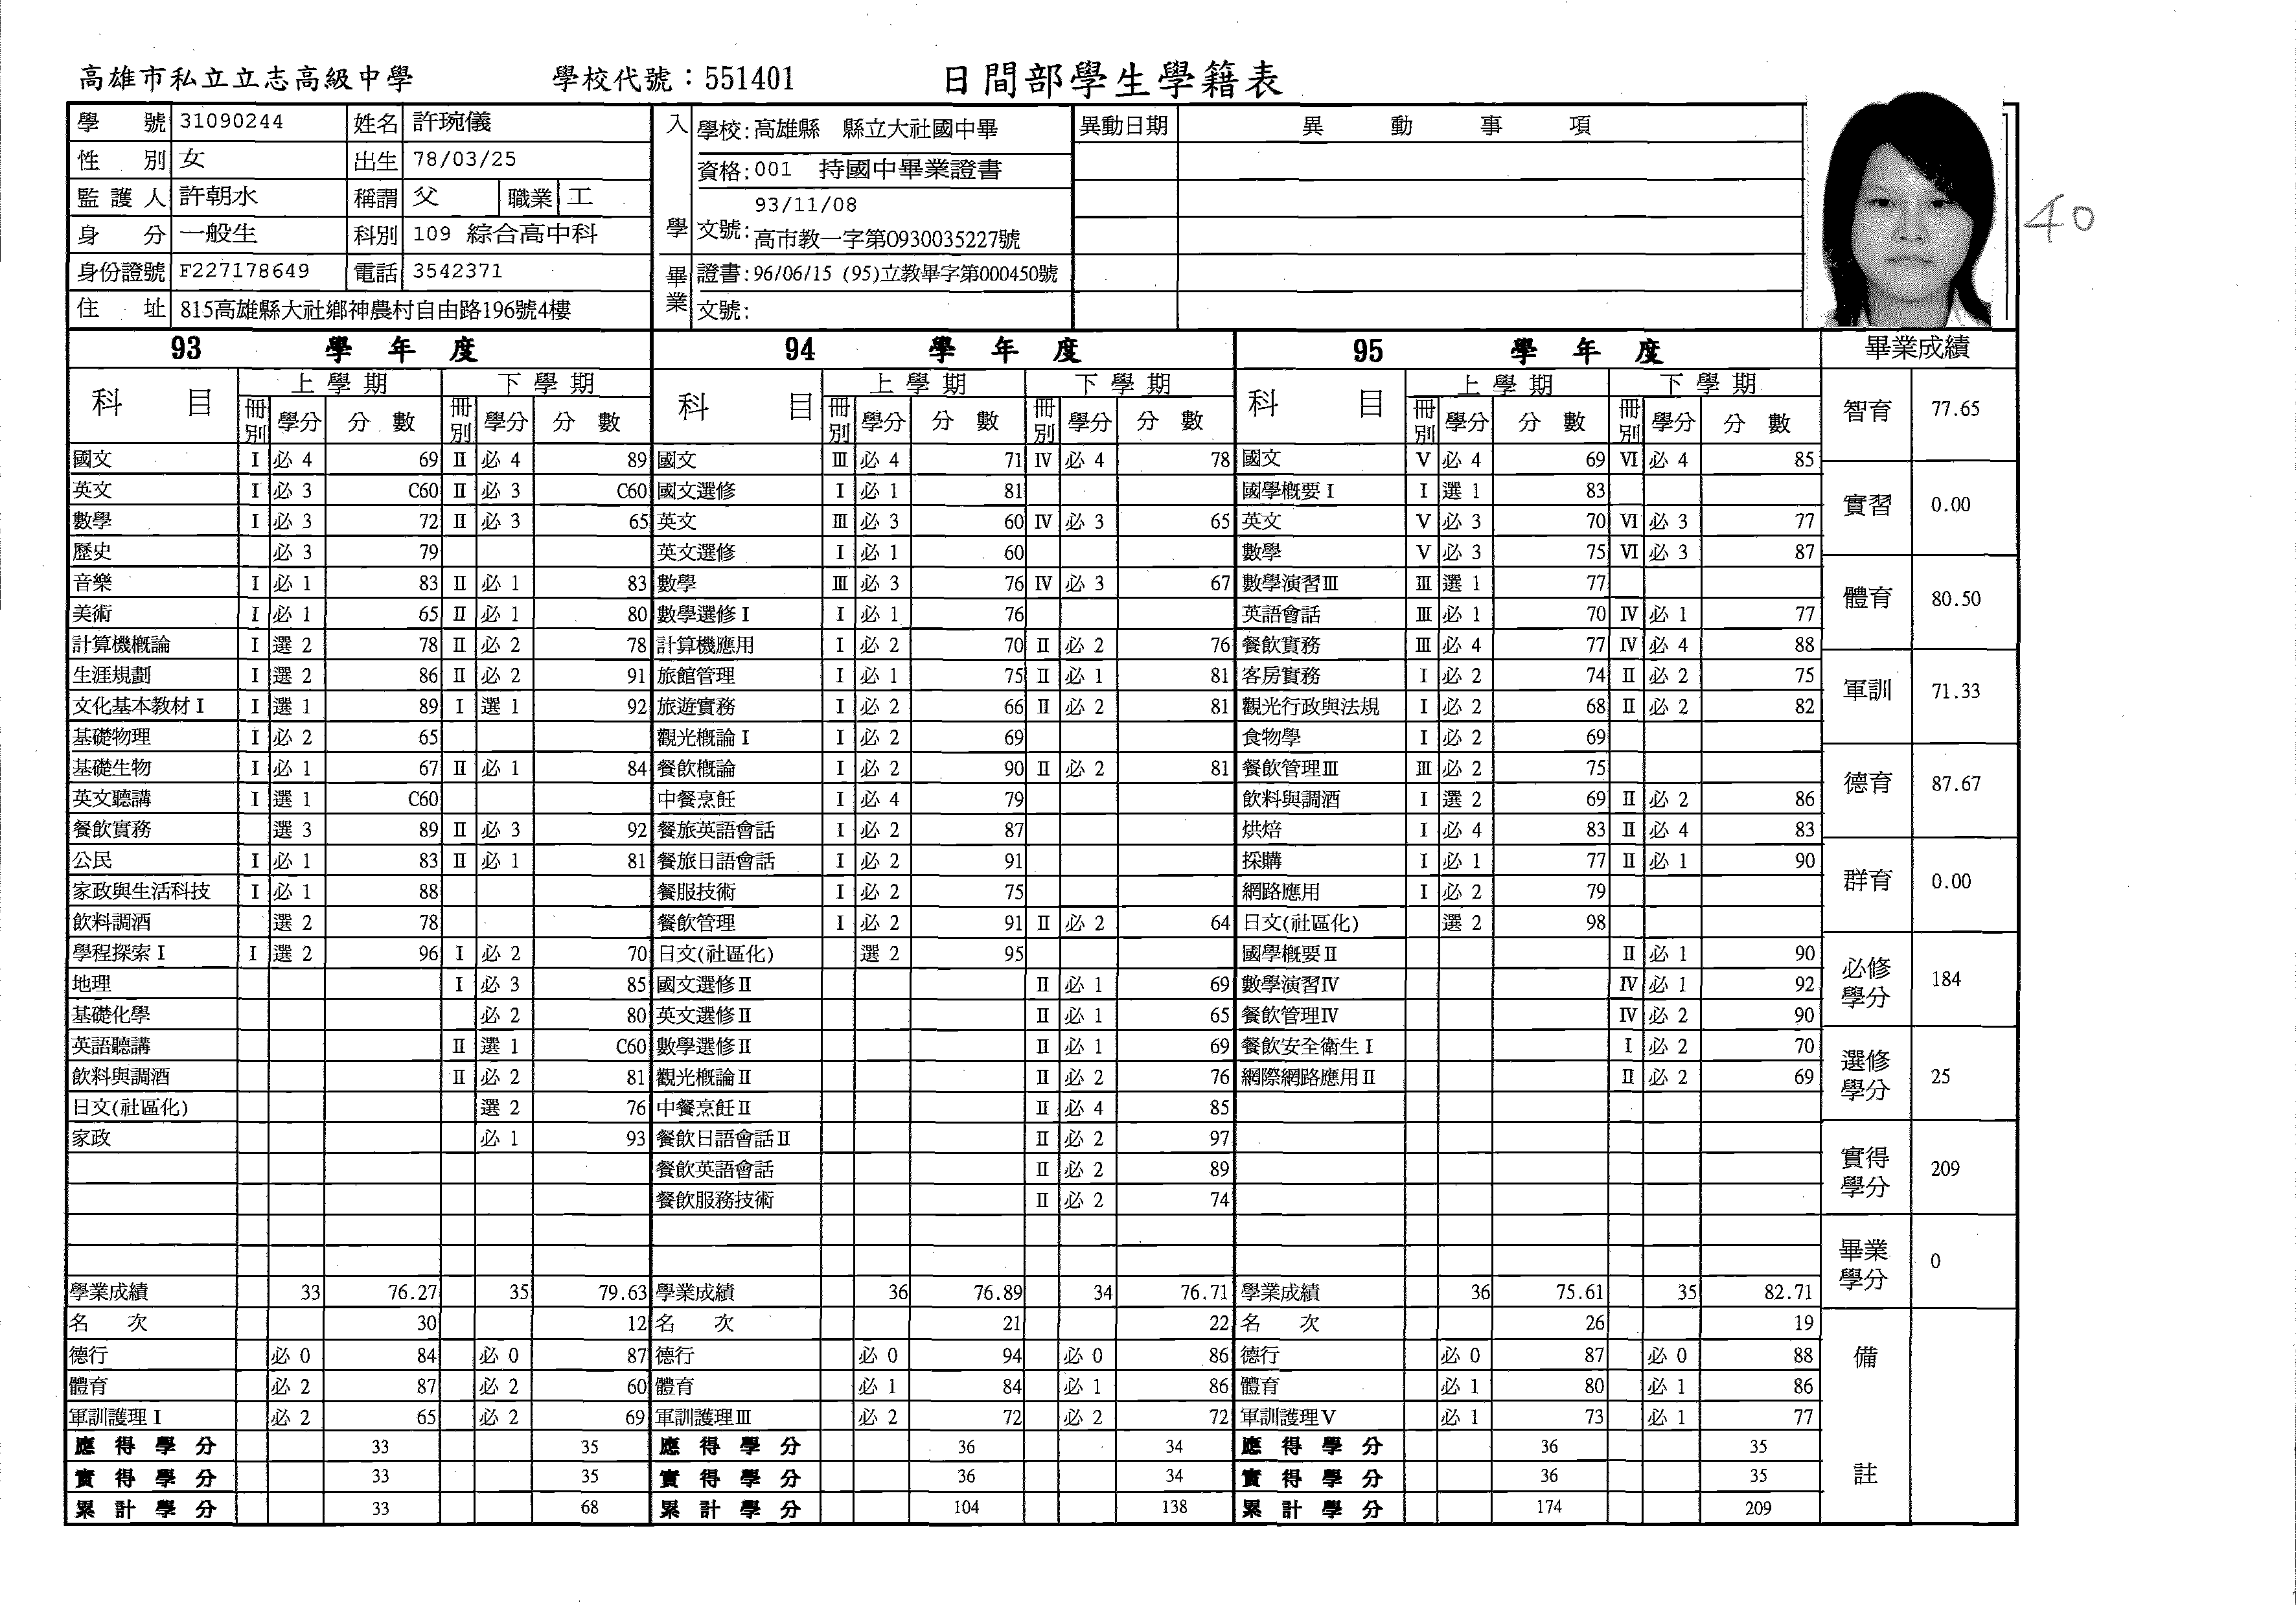 高雄市私立立志高級中學 學校代號：551401 日間部學生學籍表
學號 31090244 姓名 許琬儀 入學 學校:高雄縣 縣立大社國中畢 異動日期 異動事項
性別 女 出生 78/03/25 資格:001 持國中畢業證書
監護人 許朝水 稱謂 父 職業 工 93/11/08
身分 一般生 科別 109 綜合高中科 文號:高市教一字第0930035227號
40
身份證號 F227178649 電話 3542371 畢業 證書:96/06/15 (95)立教畢字第000450號
住址 815高雄縣大社鄉神農村自由路196號4樓 文號:
93 學年度 94 學年度 95 學年度 畢業成績
科目 上學期 下學期 科目 上學期 下學期 科目 上學期 下學期
冊別 學分 分數 冊別 學分 分數 冊別 學分 分數 冊別 學分 分數 冊別 學分 分數 冊別 學分 分數 智育 77.65
國文 I 必 4 69 II 必 4 89 國文 III 必 4 71 IV 必 4 78 國文 V 必 4 69 VI 必 4 85
英文 I 必 3 C60 II 必 3 C60 國文選修 I 必 1 81 國學概要 I I 選 1 83
數學 I 必 3 72 II 必 3 65 英文 III 必 3 60 IV 必 3 65 英文 V 必 3 70 VI 必 3 77 實習 0.00
歷史 必 3 79 英文選修 I 必 1 60 數學 V 必 3 75 VI 必 3 87
音樂 I 必 1 83 II 必 1 83 數學 III 必 3 76 IV 必 3 67 數學演習III III 選 1 77
美術 I 必 1 65 II 必 1 80 數學選修 I I 必 1 76 英語會話 III 必 1 70 IV 必 1 77 體育 80.50
計算機概論 I 選 2 78 II 必 2 78 計算機應用 I 必 2 70 II 必 2 76 餐飲實務 III 必 4 77 IV 必 4 88
生涯規劃 I 選 2 86 II 必 2 91 旅館管理 I 必 1 75 II 必 1 81 客房實務 I 必 2 74 II 必 2 75
文化基本教材 I I 選 1 89 I 選 1 92 旅遊實務 I 必 2 66 II 必 2 81 觀光行政與法規 I 必 2 68 II 必 2 82 軍訓 71.33
基礎物理 I 必 2 65 觀光概論 I I 必 2 69 食物學 I 必 2 69
基礎生物 I 必 1 67 II 必 1 84 餐飲概論 I 必 2 90 II 必 2 81 餐飲管理III III 必 2 75 德育 87.67
英文聽講 I 選 1 C60 中餐烹飪 I 必 4 79 飲料與調酒 I 選 2 69 II 必 2 86
餐飲實務 選 3 89 II 必 3 92 餐旅英語會話 I 必 2 87 烘焙 I 必 4 83 II 必 4 83
公民 I 必 1 83 II 必 1 81 餐旅日語會話 I 必 2 91 採購 I 必 1 77 II 必 1 90
家政與生活科技 I 必 1 88 餐服技術 I 必 2 75 網路應用 I 必 2 79 群育 0.00
飲料調酒 選 2 78 餐飲管理 I 必 2 91 II 必 2 64 日文(社區化) 選 2 98
學程探索 I I 選 2 96 I 必 2 70 日文(社區化) 選 2 95 國學概要II II 必 1 90
地理 I 必 3 85 國文選修II II 必 1 69 數學演習IV IV 必 1 92 必修學分 184
基礎化學 必 2 80 英文選修II II 必 1 65 餐飲管理IV IV 必 2 90
英語聽講 II 選 1 C60 數學選修II II 必 1 69 餐飲安全衛生 I I 必 2 70
飲料與調酒 II 必 2 81 觀光概論II II 必 2 76 網際網路應用II II 必 2 69 選修學分 25
日文(社區化) 選 2 76 中餐烹飪II II 必 4 85
家政 必 1 93 餐飲日語會話II II 必 2 97
餐飲英語會話 II 必 2 89 實得學分 209
餐飲服務技術 II 必 2 74
畢業學分 0
學業成績 33 76.27 35 79.63 學業成績 36 76.89 34 76.71 學業成績 36 75.61 35 82.71
名次 30 12 名次 21 22 名次 26 19
德行 必 0 84 必 0 87 德行 必 0 94 必 0 86 德行 必 0 87 必 0 88 備註
體育 必 2 87 必 2 60 體育 必 1 84 必 1 86 體育 必 1 80 必 1 86
軍訓護理 I 必 2 65 必 2 69 軍訓護理III 必 2 72 必 2 72 軍訓護理V 必 1 73 必 1 77
應得學分 33 35 應得學分 36 34 應得學分 36 35
實得學分 33 35 實得學分 36 34 實得學分 36 35
累計學分 33 68 累計學分 104 138 累計學分 174 209